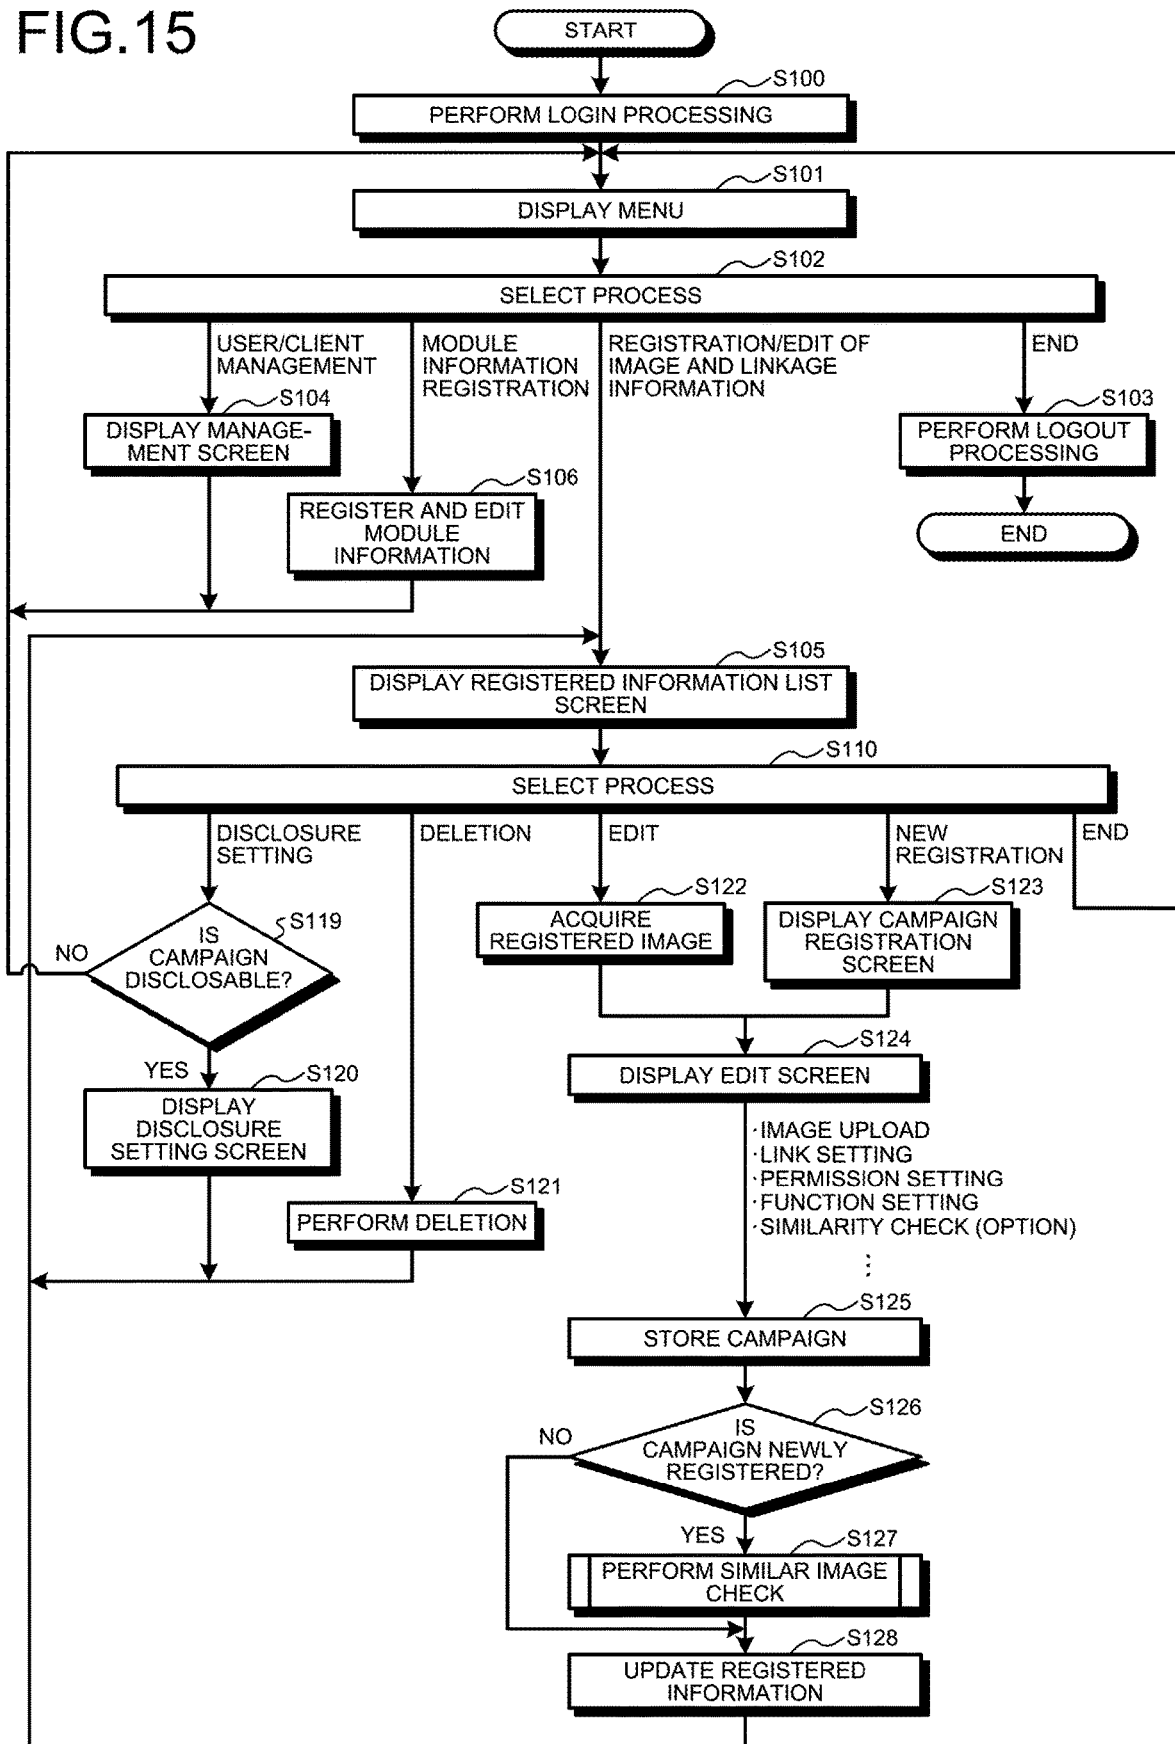 FIG.15
START
S100
PERFORM LOGIN PROCESSING
S101
DISPLAY MENU
S102
SELECT PROCESS
USER/CLIENT
MANAGEMENT
MODULE
INFORMATION
REGISTRATION
REGISTRATION/EDIT OF
IMAGE AND LINKAGE
INFORMATION
END
S104
DISPLAY MANAGE-
MENT SCREEN
S103
PERFORM LOGOUT
PROCESSING
S106
REGISTER AND EDIT
MODULE
INFORMATION
END
S105
DISPLAY REGISTERED INFORMATION LIST
SCREEN
S110
SELECT PROCESS
DISCLOSURE
SETTING
DELETION
EDIT
NEW
REGISTRATION
END
S119
NO
IS
CAMPAIGN
DISCLOSABLE?
S122
ACQUIRE
REGISTERED IMAGE
S123
DISPLAY CAMPAIGN
REGISTRATION
SCREEN
S124
DISPLAY EDIT SCREEN
YES
S120
DISPLAY
DISCLOSURE
SETTING SCREEN
·IMAGE UPLOAD
·LINK SETTING
·PERMISSION SETTING
·FUNCTION SETTING
·SIMILARITY CHECK (OPTION)
⋮
S121
PERFORM DELETION
S125
STORE CAMPAIGN
S126
NO
IS
CAMPAIGN NEWLY
REGISTERED?
YES
S127
PERFORM SIMILAR IMAGE
CHECK
S128
UPDATE REGISTERED
INFORMATION